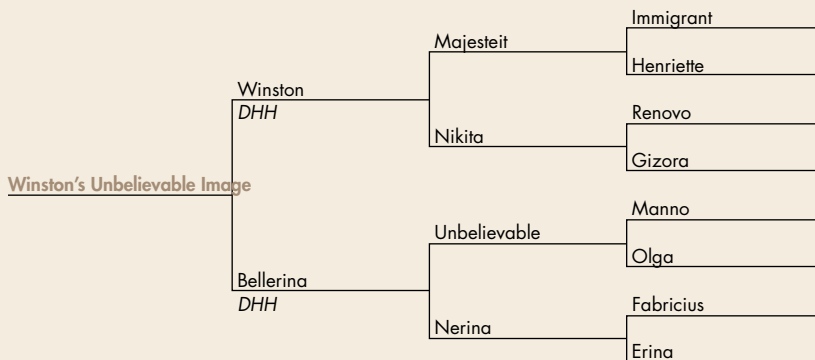 Immigrant
Majesteit
Henriette
Winston
DHH
Renovo
Nikita
Gizora
Winston's Unbelievable Image
Manno
Unbelievable
Olga
Bellerina
DHH
Fabricius
Nerina
Erina